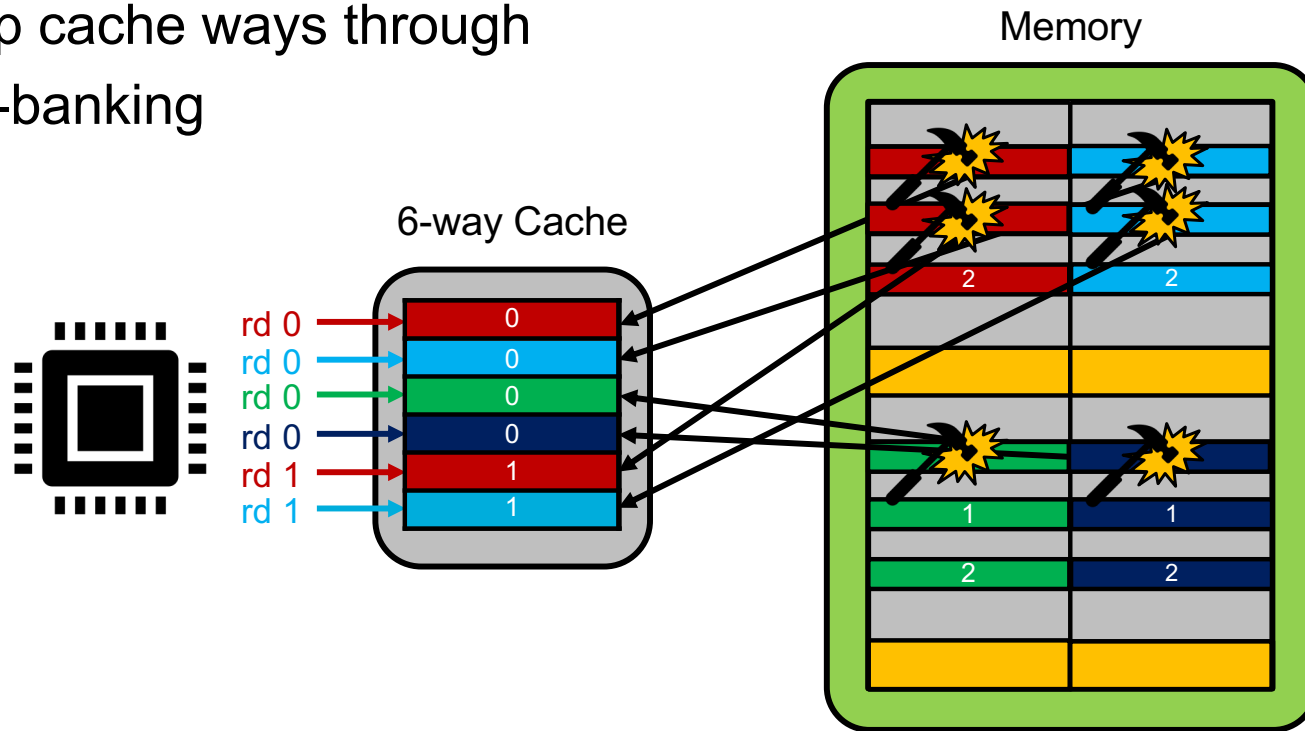 p cache ways through
-banking
Memory
6-way Cache
rd 0
rd 0
rd 0
rd 0
rd 1
rd 1
0
0
0
0
1
1
2 2
1 1
2 2